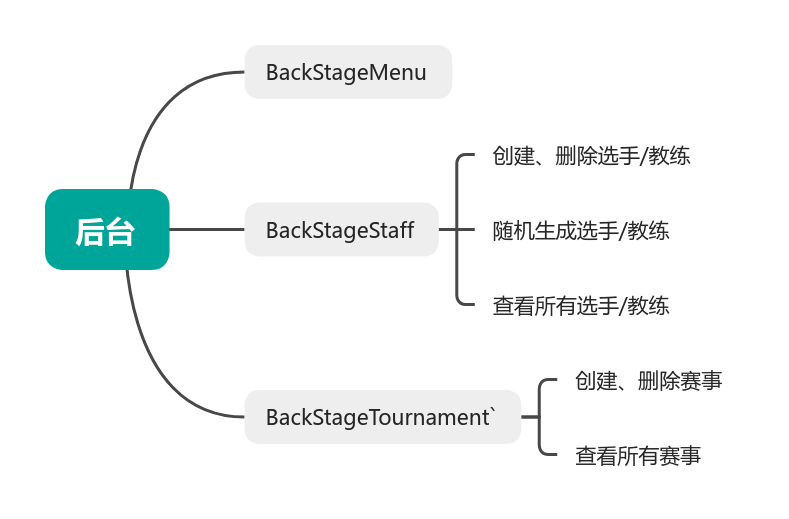 后台
BackStageMenu
BackStageStaff
创建、删除选手/教练
随机生成选手/教练
查看所有选手/教练
BackStageTournament`
创建、删除赛事
查看所有赛事